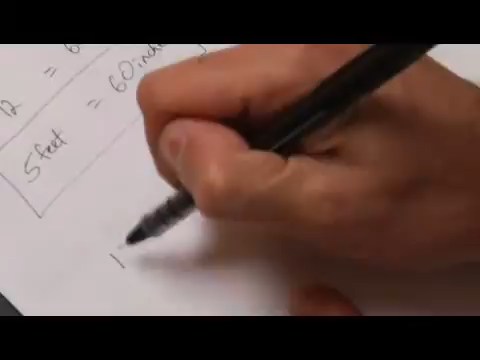 12 = 6
5 feet = 60 inch
1